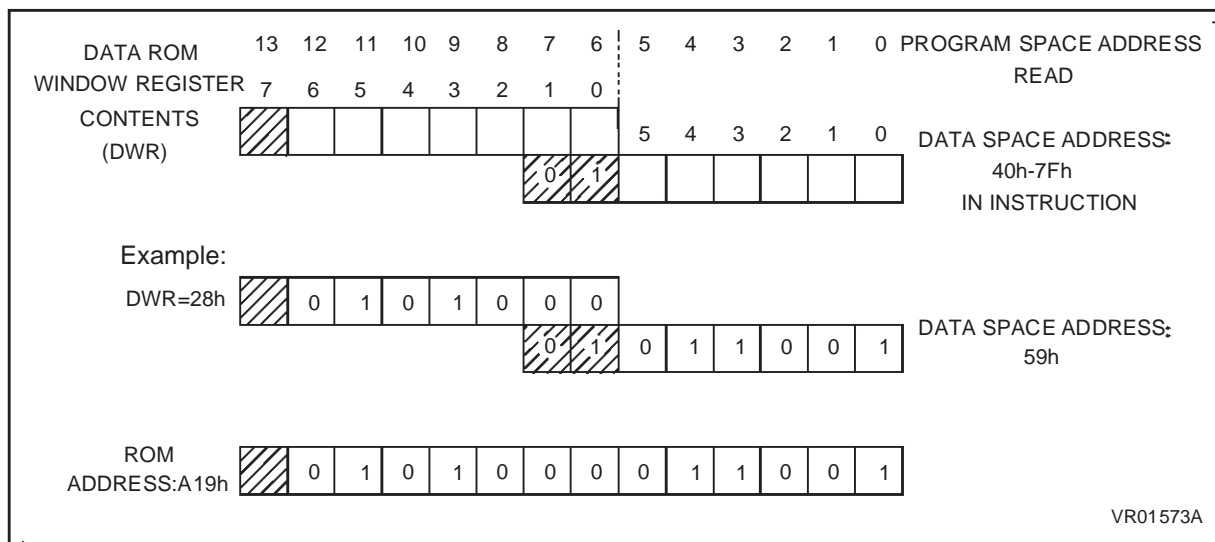 DATA ROM
WINDOW REGISTER
CONTENTS
(DWR)
13 12 11 10 9 8 7 6 5 4 3 2 1 0
PROGRAM SPACE ADDRESS
READ
7 6 5 4 3 2 1 0
5 4 3 2 1 0
0 1
DATA SPACE ADDRESS:
40h-7Fh
IN INSTRUCTION
Example:
DWR=28h
0 1 0 1 0 0 0
0 1 0 1 1 0 0 1
DATA SPACE ADDRESS:
59h
ROM
ADDRESS:A19h
0 1 0 1 0 0 0 0 1 1 0 0 1
VR01573A